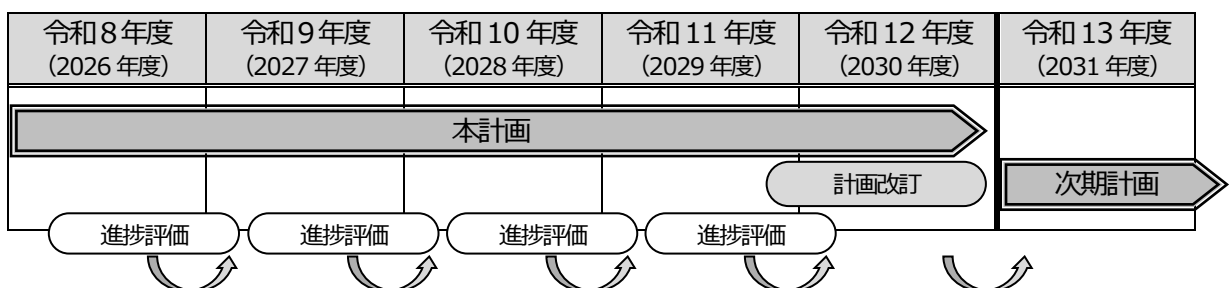 令和8年度 令和9年度 令和10年度 令和11年度 令和12年度 令和13年度
(2026年度) (2027年度) (2028年度) (2029年度) (2030年度) (2031年度)
本計画
計画改訂 次期計画
進捗評価 進捗評価 進捗評価 進捗評価